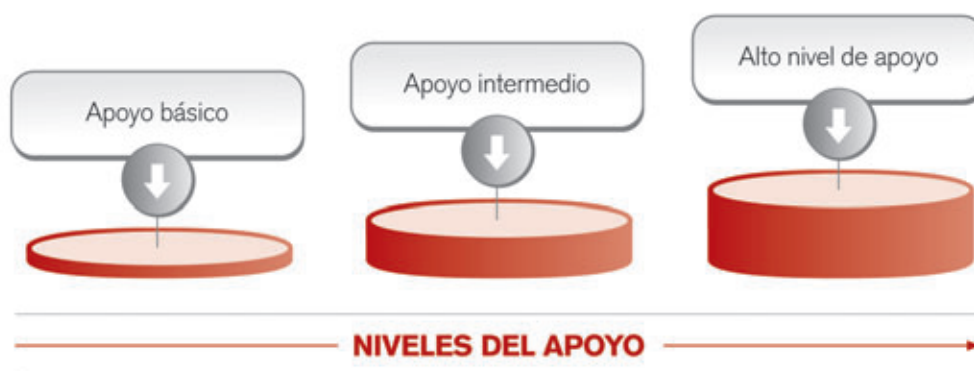 Apoyo básico
Apoyo intermedio
Alto nivel de apoyo
NIVELES DEL APOYO